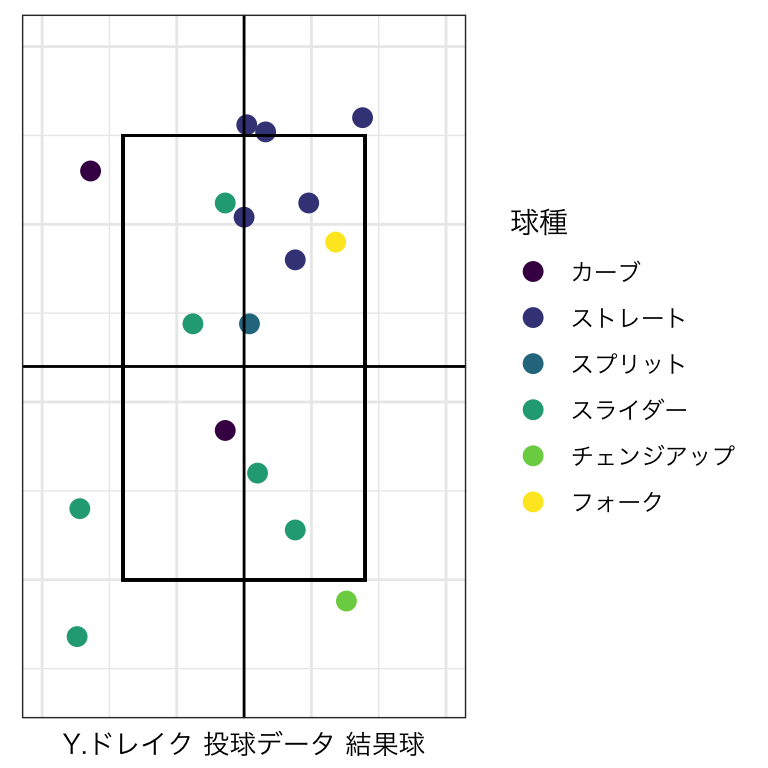 球種
カーブ
ストレート
スプリット
スライダー
チェンジアップ
フォーク
Y.ドレイク 投球データ 結果球